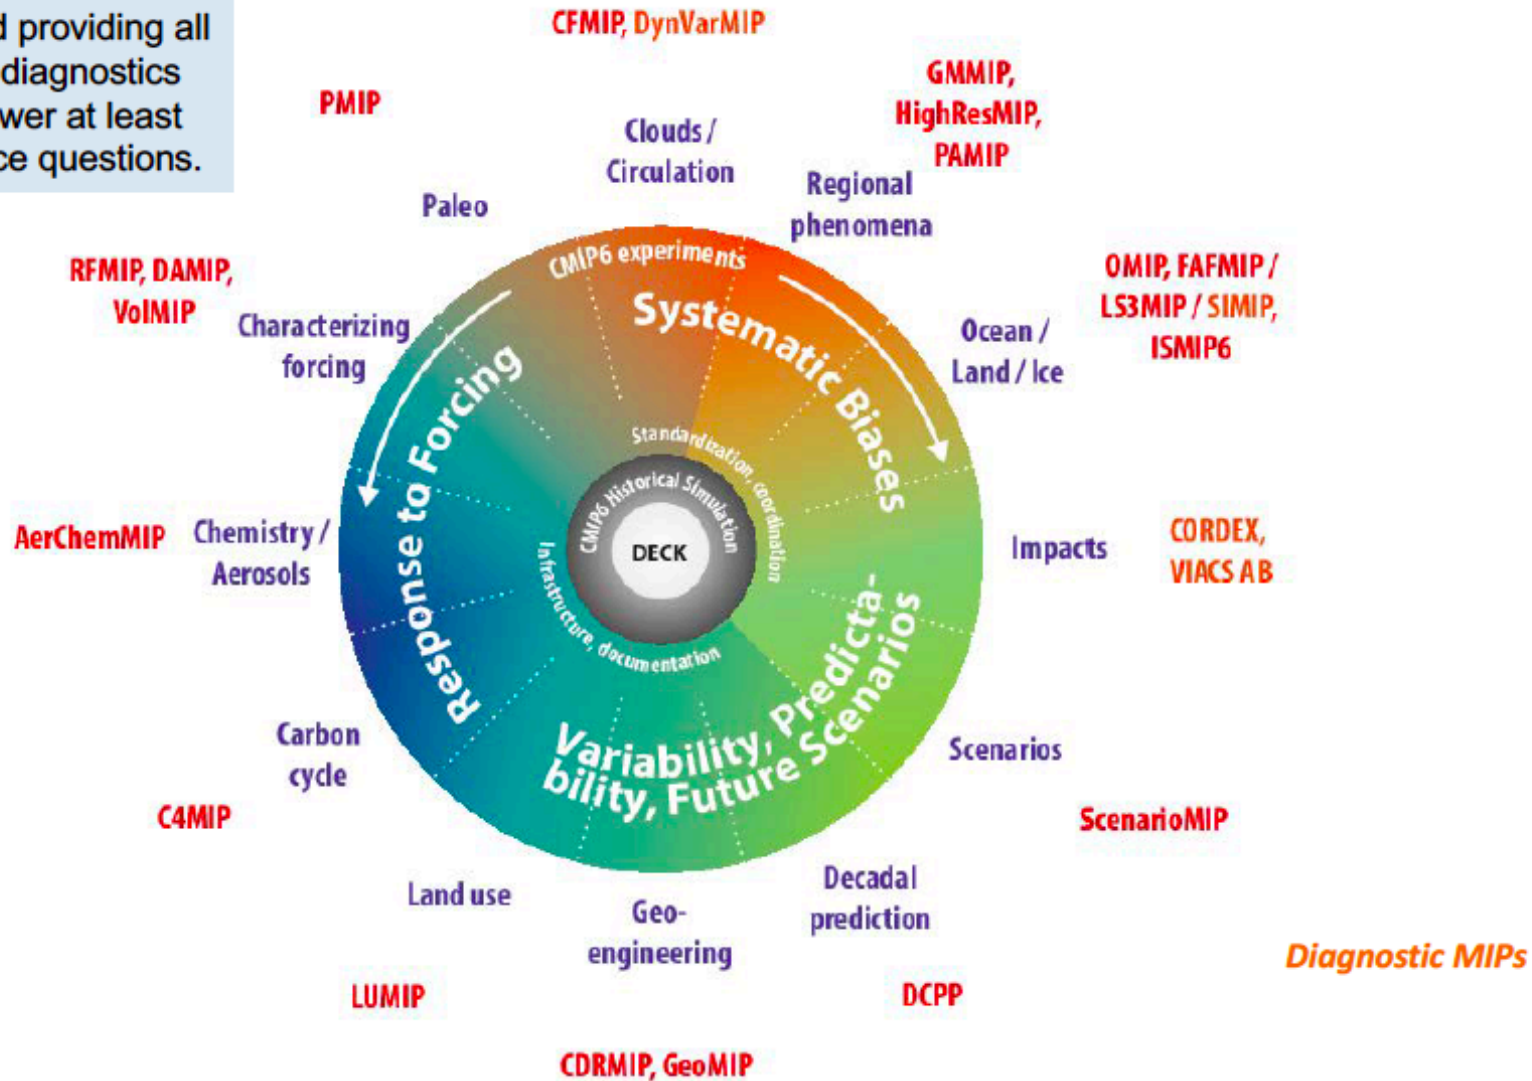 d providing all
diagnostics
wer at least
ce questions.
CFMIP, DynVarMIP
PMIP
GMMIP,
HighResMIP,
PAMIP
Clouds /
Circulation
Regional
phenomena
Paleo
RFMIP, DAMIP,
VolMIP
Characterizing
forcing
OMIP, FAFMIP /
LS3MIP / SIMIP,
ISMIP6
Ocean /
Land / Ice
CMIP6 experiments
Systematic Biases
Response to Forcing
Standardization, coordination
CMIP6 Historical Simulation
DECK
Infrastructure, documentation
AerChemMIP
Chemistry /
Aerosols
Impacts
CORDEX,
VIACS AB
Variability, Predicta-
bility, Future Scenarios
Carbon
cycle
Scenarios
C4MIP
ScenarioMIP
Land use
Geo-
engineering
Decadal
prediction
Diagnostic MIPs
LUMIP
DCPP
CDRMIP, GeoMIP